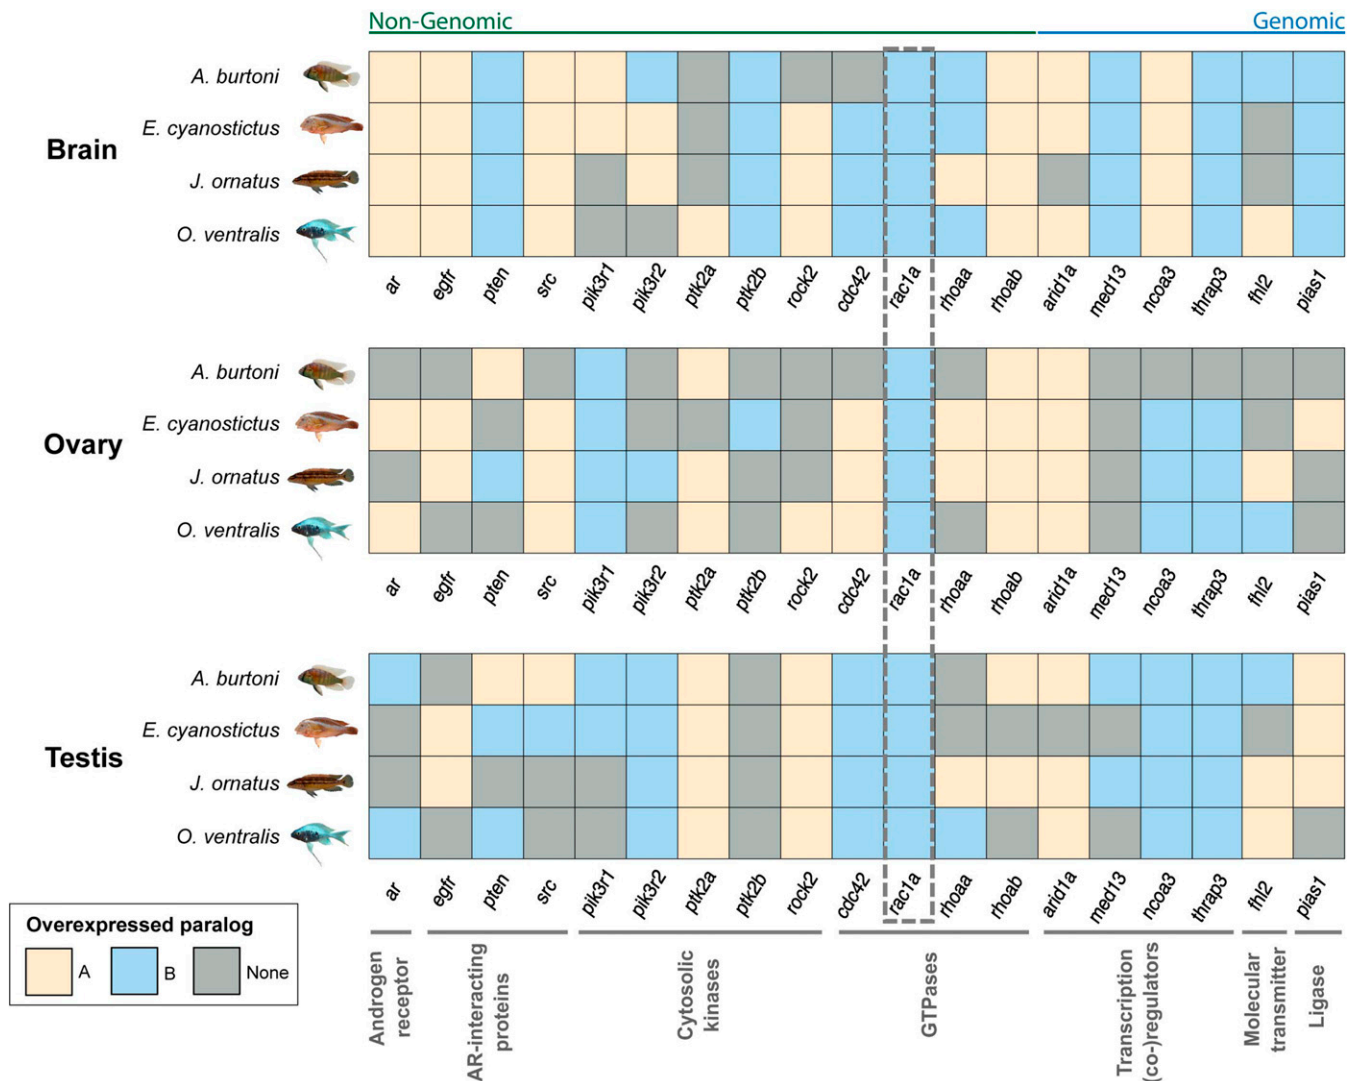 Non-Genomic Genomic
A. burtoni
E. cyanostictus
Brain
J. ornatus
O. ventralis
ar egfr pten src pik3r1 pik3r2 ptk2a ptk2b rock2 cdc42 rac1a rhoaa rhoab arid1a med13 ncoa3 thrap3 fhl2 pias1
A. burtoni
E. cyanostictus
Ovary
J. ornatus
O. ventralis
ar egfr pten src pik3r1 pik3r2 ptk2a ptk2b rock2 cdc42 rac1a rhoaa rhoab arid1a med13 ncoa3 thrap3 fhl2 pias1
A. burtoni
E. cyanostictus
Testis
J. ornatus
O. ventralis
ar egfr pten src pik3r1 pik3r2 ptk2a ptk2b rock2 cdc42 rac1a rhoaa rhoab arid1a med13 ncoa3 thrap3 fhl2 pias1
Overexpressed paralog
A B None
Androgen
receptor
AR-interacting
proteins
Cytosolic
kinases
GTPases
Transcription
(co-)regulators
Molecular
transmitter
Ligase